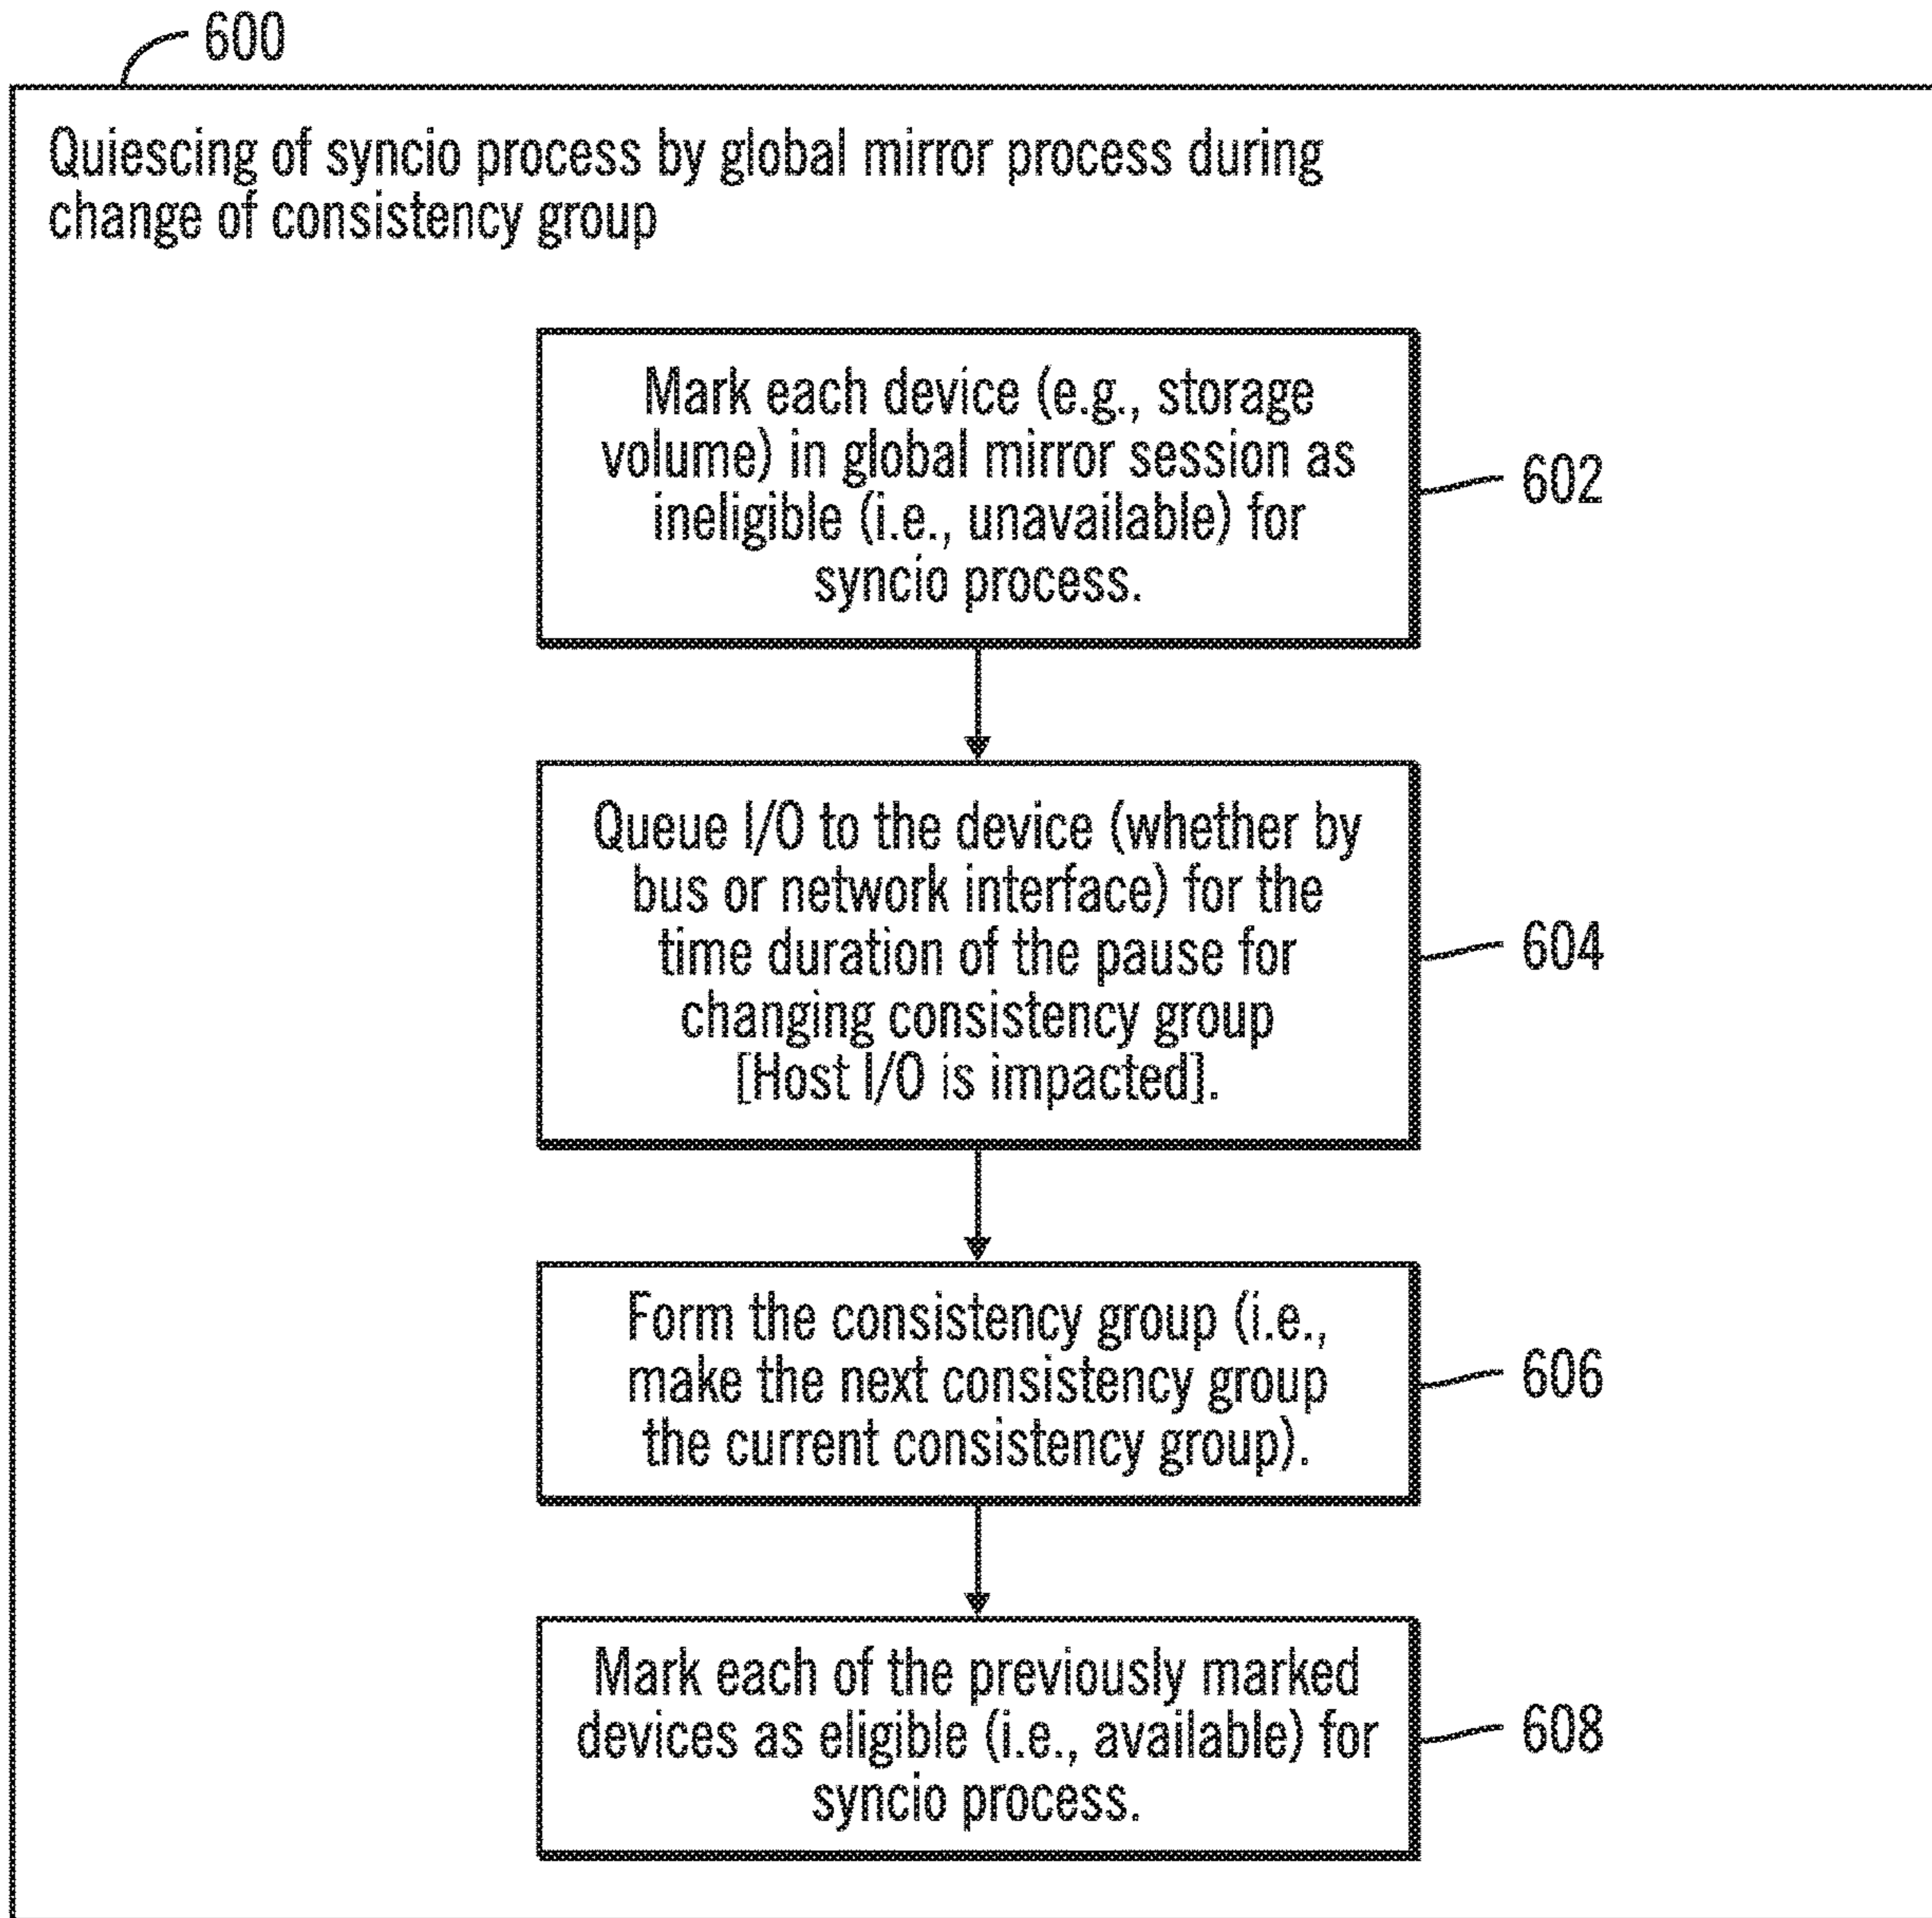 600
Quiescing of syncio process by global mirror process during
change of consistency group
Mark each device (e.g., storage
volume) in global mirror session as
ineligible (i.e., unavailable) for
syncio process.
602
Queue I/O to the device (whether by
bus or network interface) for the
time duration of the pause for
changing consistency group
[Host I/O is impacted].
604
Form the consistency group (i.e.,
make the next consistency group
the current consistency group).
606
Mark each of the previously marked
devices as eligible (i.e., available) for
syncio process.
608